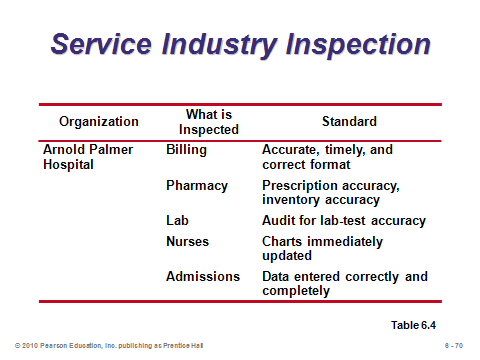 Service Industry Inspection
Organization What is Inspected Standard
Arnold Palmer Hospital Billing Accurate, timely, and correct format
Pharmacy Prescription accuracy, inventory accuracy
Lab Audit for lab-test accuracy
Nurses Charts immediately updated
Admissions Data entered correctly and completely
Table 6.4
© 2010 Pearson Education, Inc. publishing as Prentice Hall
6 - 70